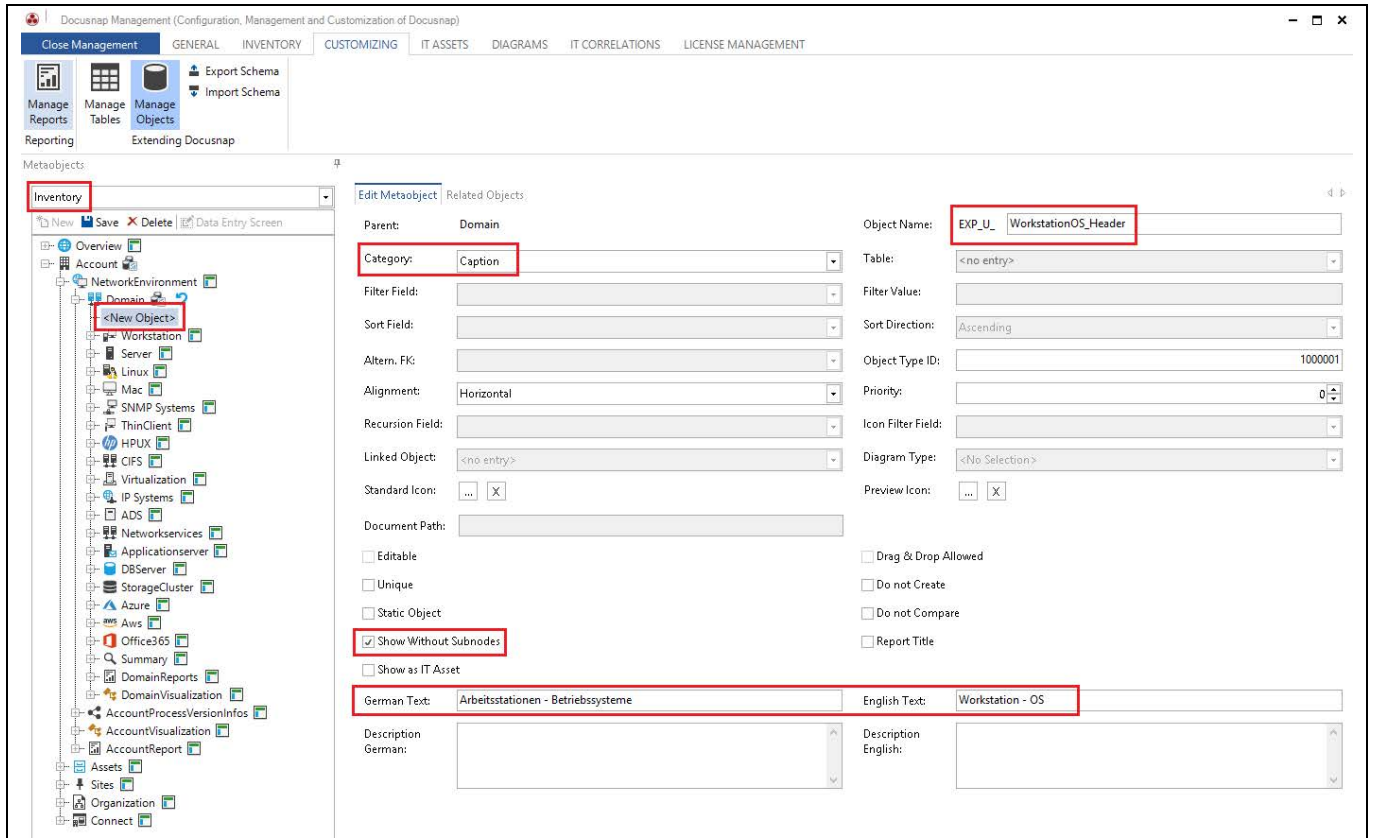 Docusnap Management (Configuration, Management and Customization of Docusnap)
Close Management GENERAL INVENTORY CUSTOMIZING IT ASSETS DIAGRAMS IT CORRELATIONS LICENSE MANAGEMENT
Manage Reports
Manage Tables
Manage Objects
Export Schema
Import Schema
Reporting Extending Docusnap
Metaobjects
Inventory
New Save Delete Data Entry Screen
Overview
Account
NetworkEnvironment
Domain
<New Object>
Workstation
Server
Linux
Mac
SNMP Systems
ThinClient
HPUX
CIFS
Virtualization
IP Systems
ADS
Networkservices
Applicationserver
DBServer
StorageCluster
Azure
aws Aws
Office365
Summary
DomainReports
DomainVisualization
AccountProcessVersionInfos
AccountVisualization
AccountReport
Assets
Sites
Organization
Connect
Edit Metaobject Related Objects
Parent: Domain Object Name: EXP_U_ WorkstationOS_Header
Category: Caption Table: <no entry>
Filter Field: Filter Value:
Sort Field: Sort Direction: Ascending
Altern. FK: Object Type ID: 1000001
Alignment: Horizontal Priority: 0
Recursion Field: Icon Filter Field:
Linked Object: <no entry> Diagram Type: <No Selection>
Standard Icon: ... X Preview Icon: ... X
Document Path:
Editable Drag & Drop Allowed
Unique Do not Create
Static Object Do not Compare
Show Without Subnodes Report Title
Show as IT Asset
German Text: Arbeitsstationen - Betriebssysteme English Text: Workstation - OS
Description German: Description English: